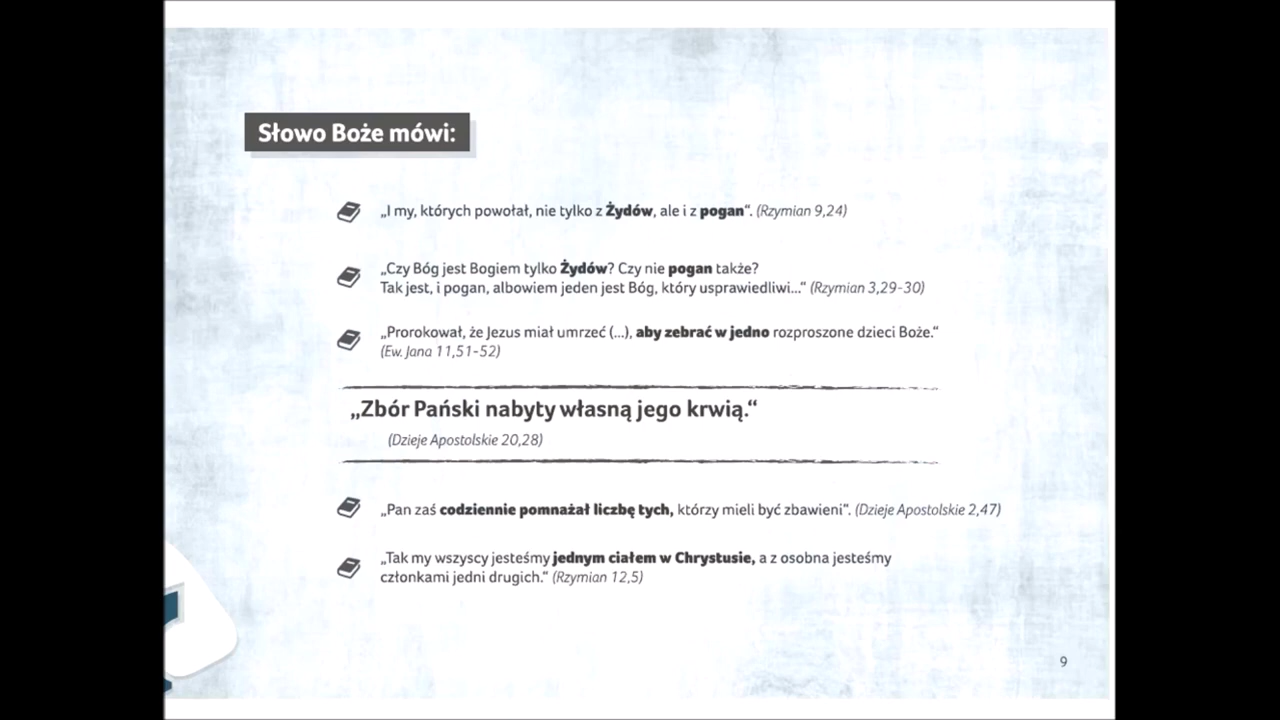 Słowo Boże mówi:
„I my, których powołał, nie tylko z Żydów, ale i z pogan“. (Rzymian 9,24)
„Czy Bóg jest Bogiem tylko Żydów? Czy nie pogan także?
Tak jest, i pogan, albowiem jeden jest Bóg, który usprawiedliwi...“ (Rzymian 3,29-30)
„Prorokował, że Jezus miał umrzeć (...), aby zebrać w jedno rozproszone dzieci Boże.“
(Ew. Jana 11,51-52)
„Zbór Pański nabyty własną jego krwią.“
(Dzieje Apostolskie 20,28)
„Pan zaś codziennie pomnażał liczbę tych, którzy mieli być zbawieni“. (Dzieje Apostolskie 2,47)
„Tak my wszyscy jesteśmy jednym ciałem w Chrystusie, a z osobna jesteśmy
członkami jedni drugich.“ (Rzymian 12,5)
9